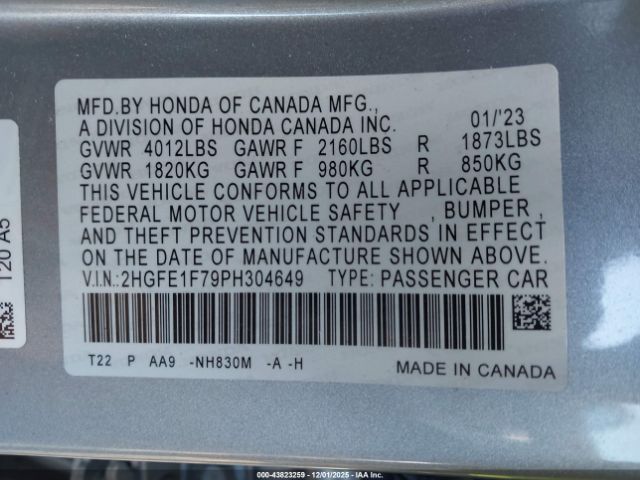 MFD.BY HONDA OF CANADA MFG.,
A DIVISION OF HONDA CANADA INC. 01/'23
GVWR 4012LBS GAWR F 2160LBS R 1873LBS
GVWR 1820KG GAWR F 980KG R 850KG
THIS VEHICLE CONFORMS TO ALL APPLICABLE
FEDERAL MOTOR VEHICLE SAFETY , BUMPER ,
AND THEFT PREVENTION STANDARDS IN EFFECT
ON THE DATE OF MANUFACTURE SHOWN ABOVE.
V.I.N.: 2HGFE1F79PH304649 TYPE: PASSENGER CAR
T22 P AA9 -NH830M -A -H
MADE IN CANADA
T20 A5
000-43823259 • 12/01/2025 • IAA Inc.